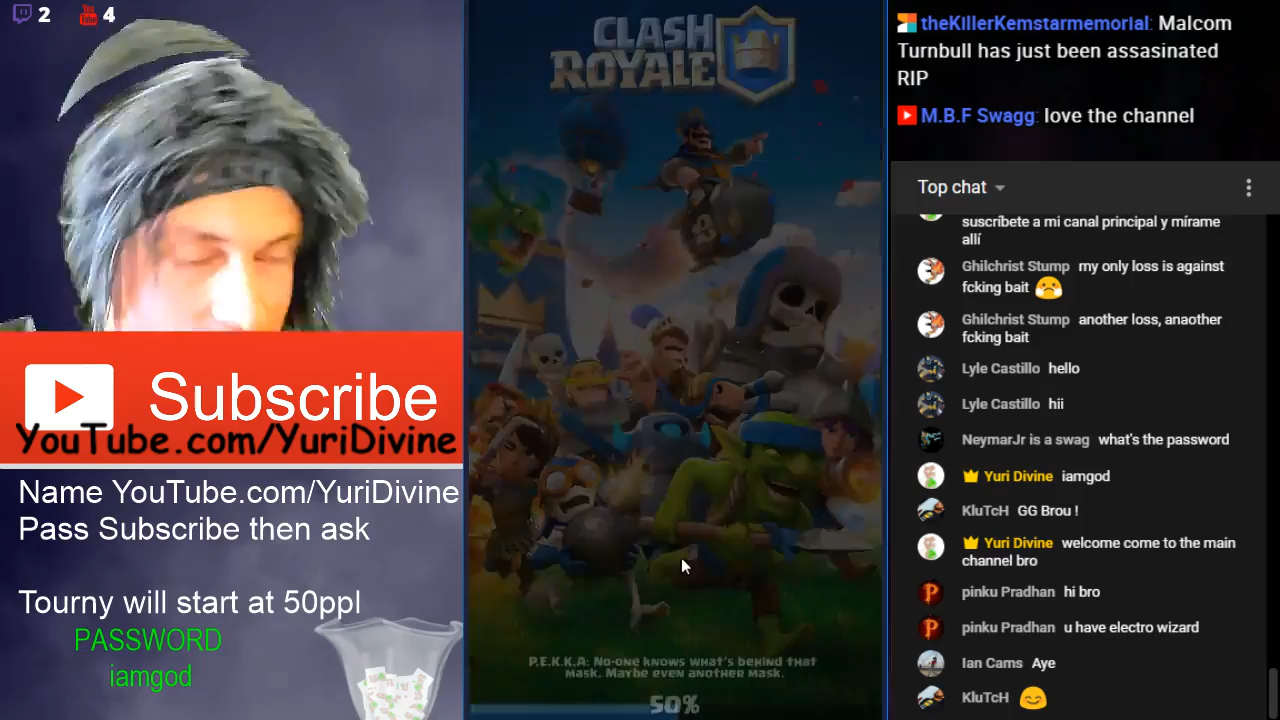 2
You Tube
4
Subscribe
YouTube.com/YuriDivine
Name YouTube.com/YuriDivine
Pass Subscribe then ask
Tourny will start at 50ppl
PASSWORD
iamgod
CLASH
ROYALE
P.E.K.K.A: No-one knows what's behind that
mask. Maybe even another mask.
50%
theKillerKemstarmemorial: Malcom
Turnbull has just been assasinated
RIP
M.B.F Swagg: love the channel
Top chat
suscríbete a mi canal principal y mírame
allí
Ghilchrist Stump my only loss is against
fcking bait
Ghilchrist Stump another loss, anaother
fcking bait
Lyle Castillo hello
Lyle Castillo hii
NeymarJr is a swag what's the password
Yuri Divine iamgod
KluTcH GG Brou !
Yuri Divine welcome come to the main
channel bro
pinku Pradhan hi bro
pinku Pradhan u have electro wizard
Ian Cams Aye
KluTcH